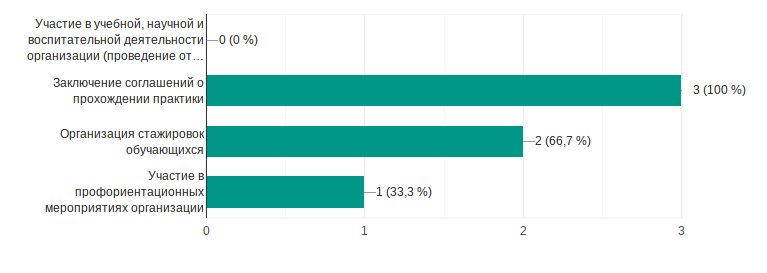 Участие в учебной, научной и
воспитательной деятельности
организации (проведение от…
0 (0 %)
Заключение соглашений о
прохождении практики
3 (100 %)
Организация стажировок
обучающихся
2 (66,7 %)
Участие в
профориентационных
мероприятиях организации
1 (33,3 %)
0 1 2 3